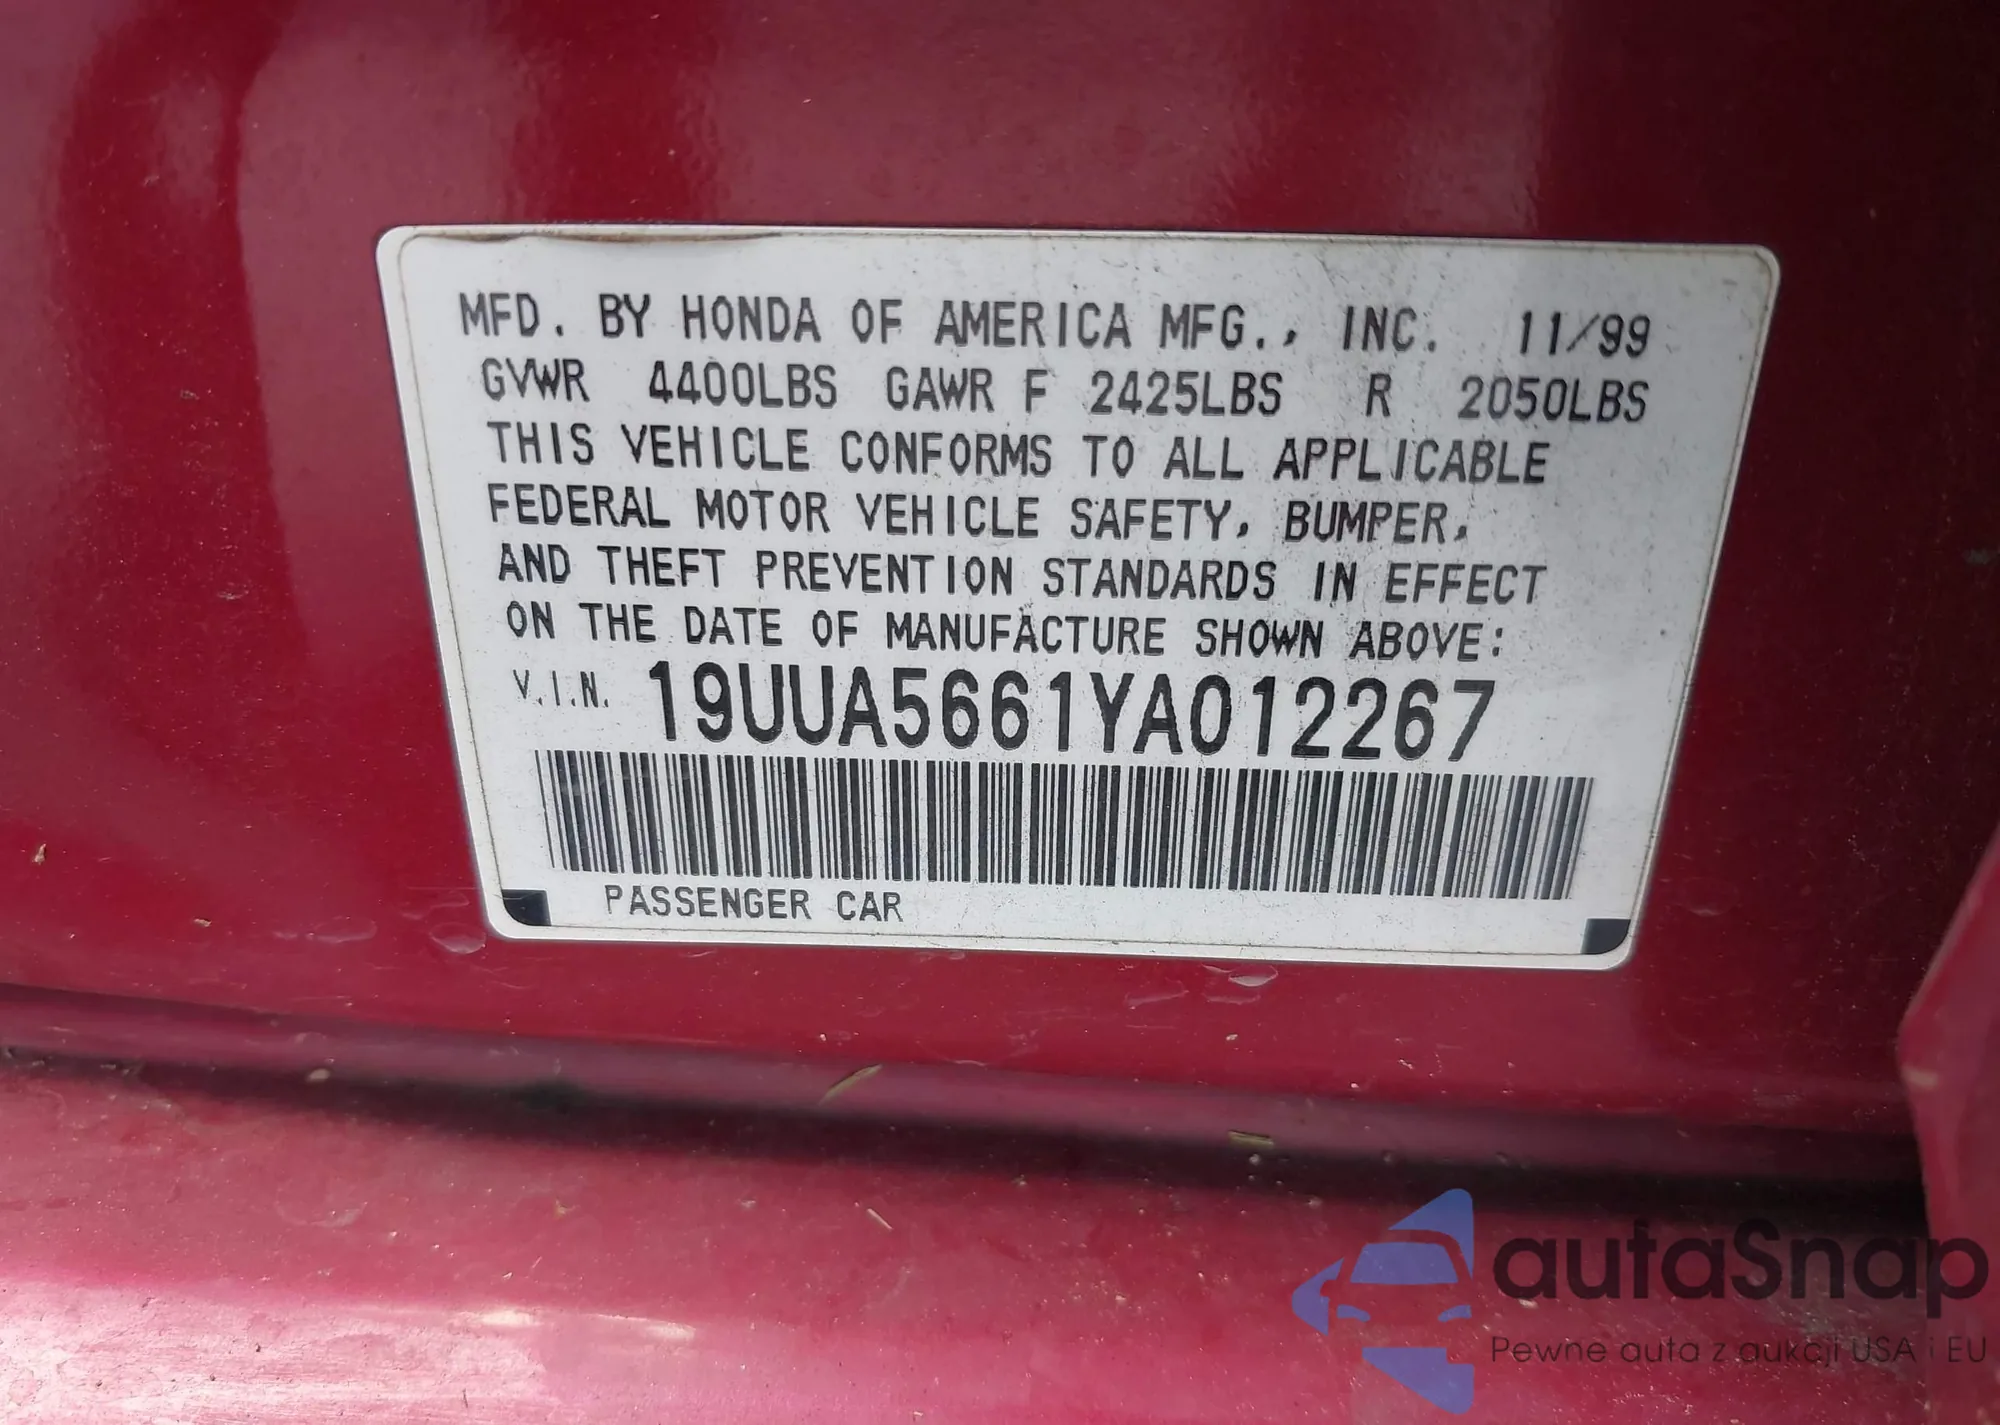 MFD. BY HONDA OF AMERICA MFG., INC. 11/99
GVWR 4400LBS GAWR F 2425LBS R 2050LBS
THIS VEHICLE CONFORMS TO ALL APPLICABLE
FEDERAL MOTOR VEHICLE SAFETY, BUMPER,
AND THEFT PREVENTION STANDARDS IN EFFECT
ON THE DATE OF MANUFACTURE SHOWN ABOVE:
V.I.N. 19UUA5661YA012267
PASSENGER CAR
autaSnap
Pewne auta z aukcji USA i EU